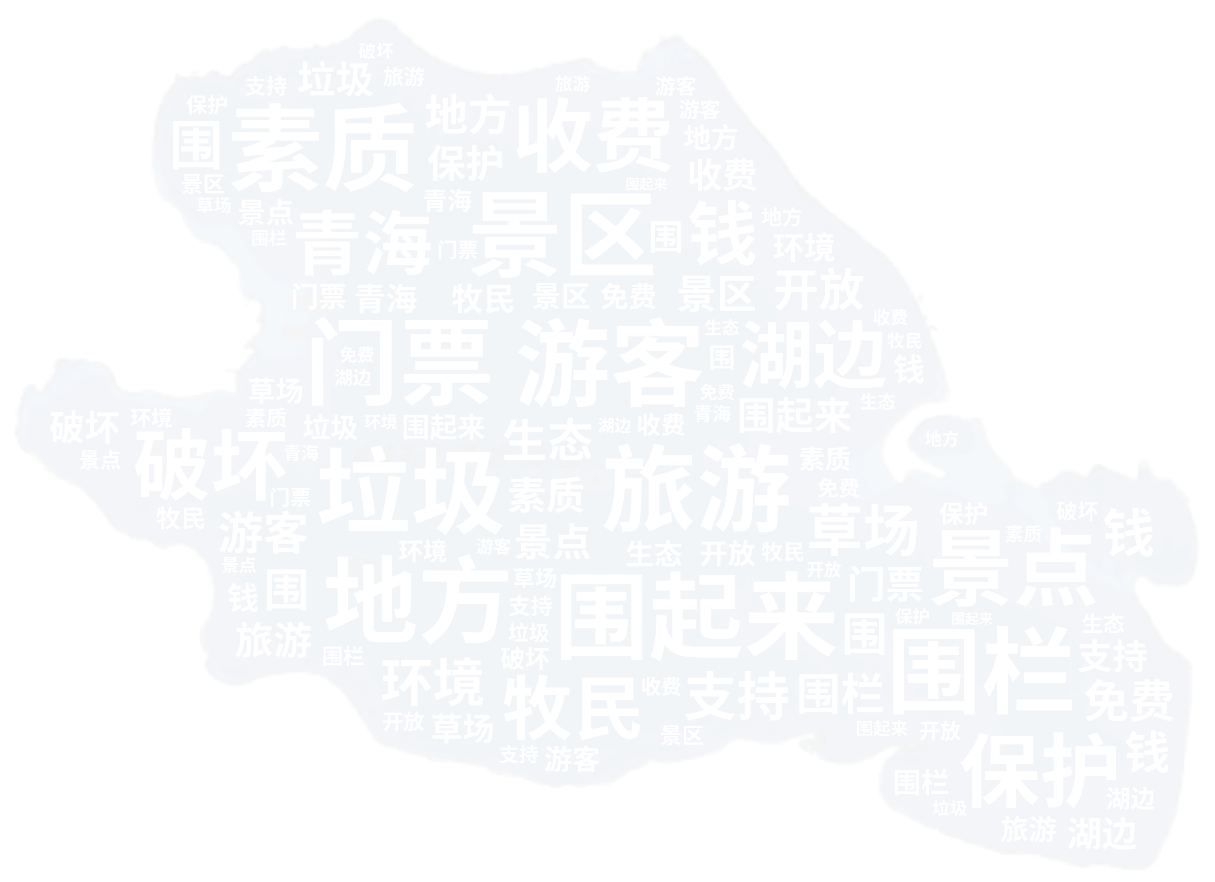 破坏
支持 垃圾 旅游 旅游 游客
保护 围 素质 地方 收费 游客
保护 地方
景区 围起来 收费
草场 景点 青海 景区 钱 地方
围栏 青海 门票 围 环境
门票 青海 牧民 景区 免费 景区 开放
门票 游客 生态 湖边 收费
免费 围 牧民
湖边 钱
草场 免费 生态
破坏 环境 素质 垃圾 环境 围起来 生态 湖边 收费 青海 围起来
景点 破坏 青海 垃圾 素质 旅游 素质
门票 免费
牧民 游客 环境 游客 景点 生态 开放 牧民 草场 保护 素质 破坏 钱
景点 地方
钱 围 地方 草场 围起来 开放 门票 景点
支持 保护 围起来
旅游 围栏 垃圾 围 围栏 生态
破坏 支持
环境 牧民 收费 支持 围栏 免费
开放 草场 景区 围起来 开放
支持 游客 保护 钱
围栏 湖边
垃圾 旅游 湖边